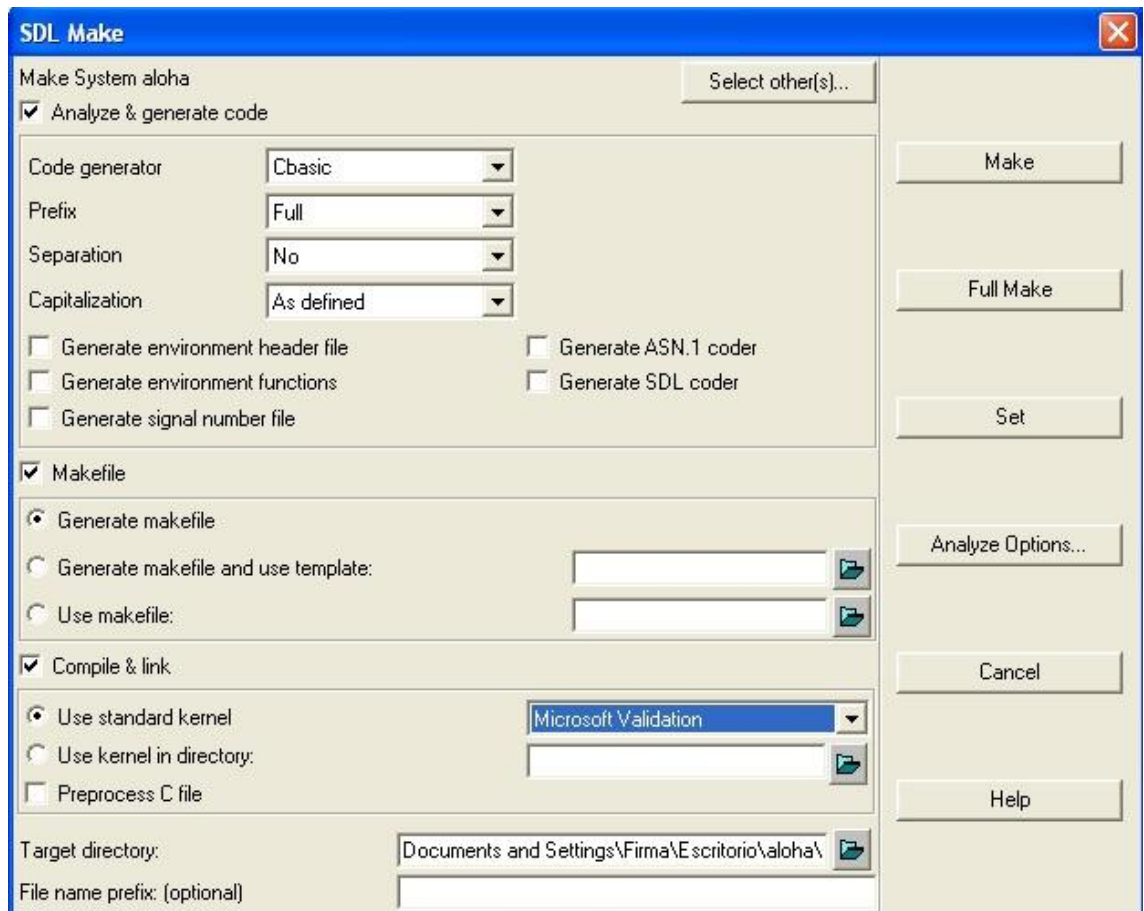 SDL Make
Make System aloha
Select other(s)...
Analyze & generate code
Code generator Cbasic
Make
Prefix Full
Separation No
Capitalization As defined
Full Make
Generate environment header file Generate ASN.1 coder
Generate environment functions Generate SDL coder
Generate signal number file
Set
Makefile
Generate makefile
Generate makefile and use template:
Analyze Options...
Use makefile:
Compile & link
Cancel
Use standard kernel Microsoft Validation
Use kernel in directory:
Preprocess C file
Help
Target directory: Documents and Settings\Firma\Escritorio\aloha\
File name prefix: (optional)